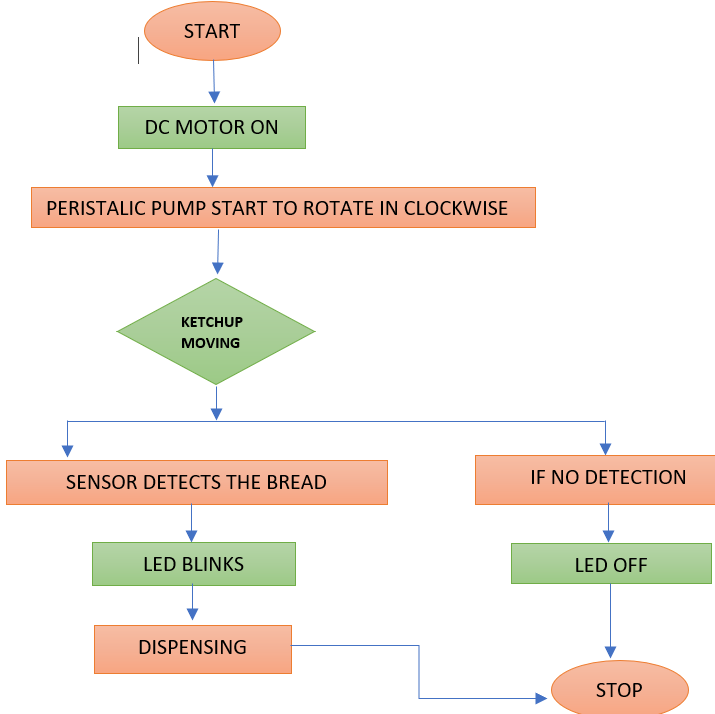 START
DC MOTOR ON
PERISTALIC PUMP START TO ROTATE IN CLOCKWISE
KETCHUP
MOVING
SENSOR DETECTS THE BREAD
IF NO DETECTION
LED BLINKS
LED OFF
DISPENSING
STOP